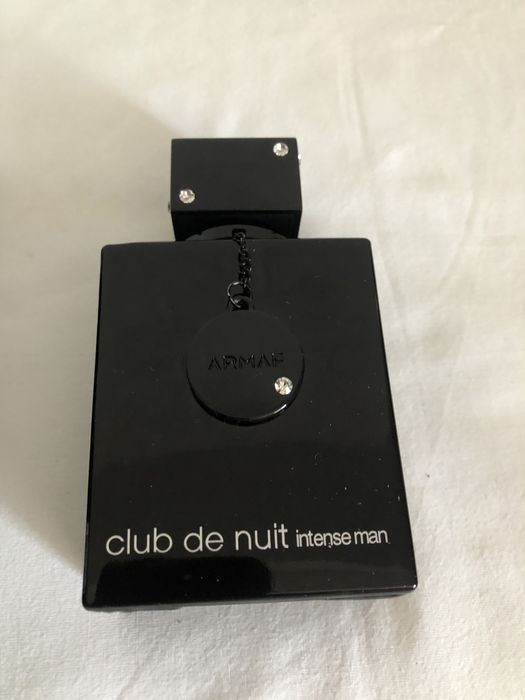 ARMAF
club de nuit intense man